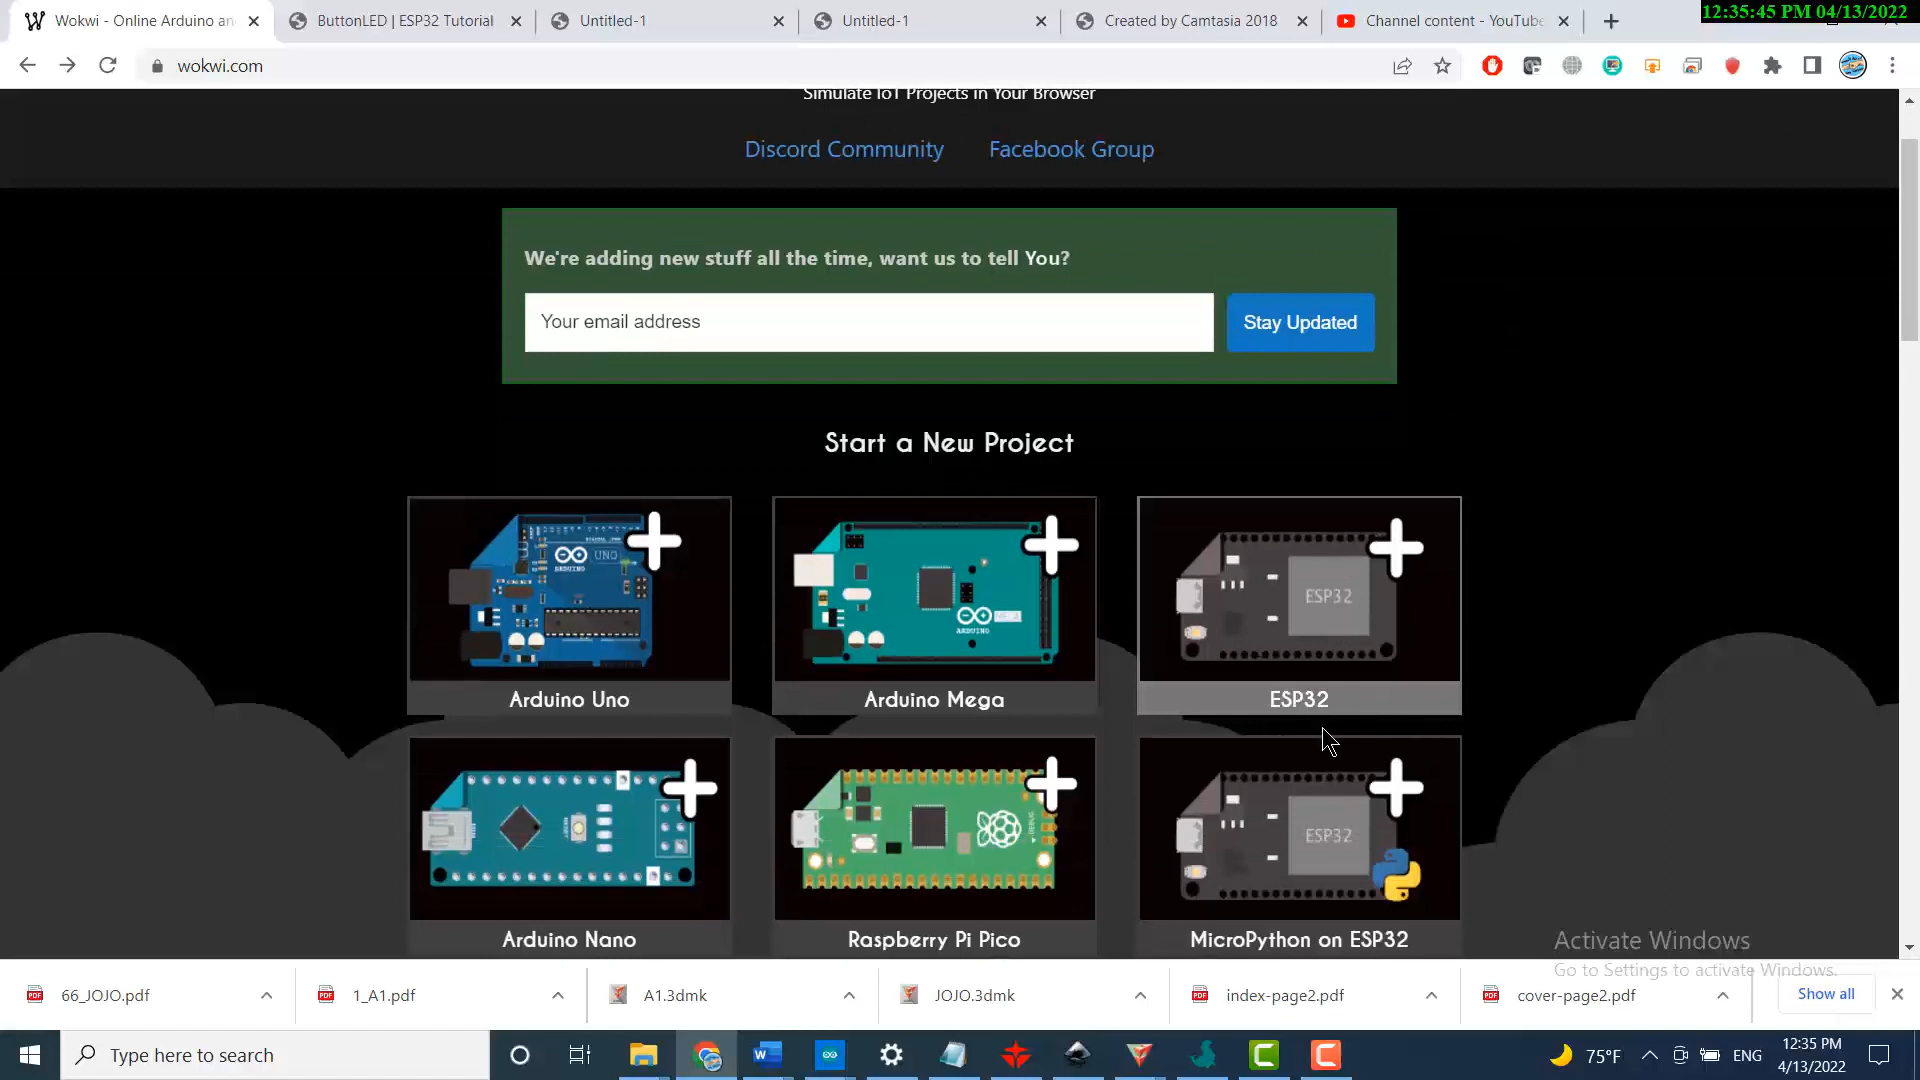 12:35:45 PM 04/13/2022
Wokwi - Online Arduino an
ButtonLED | ESP32 Tutorial
Untitled-1
Untitled-1
Created by Camtasia 2018
Channel content - YouTube
wokwi.com
Simulate IoT Projects in Your Browser
Discord Community
Facebook Group
We're adding new stuff all the time, want us to tell You?
Your email address
Stay Updated
Start a New Project
UNO
ARDUINO
ARDUINO
ESP32
Arduino Uno
Arduino Mega
ESP32
ESP32
Arduino Nano
Raspberry Pi Pico
MicroPython on ESP32
Activate Windows
Go to Settings to activate Windows.
66_JOJO.pdf
1_A1.pdf
A1.3dmk
JOJO.3dmk
index-page2.pdf
cover-page2.pdf
Show all
Type here to search
75°F
ENG
12:35 PM
4/13/2022